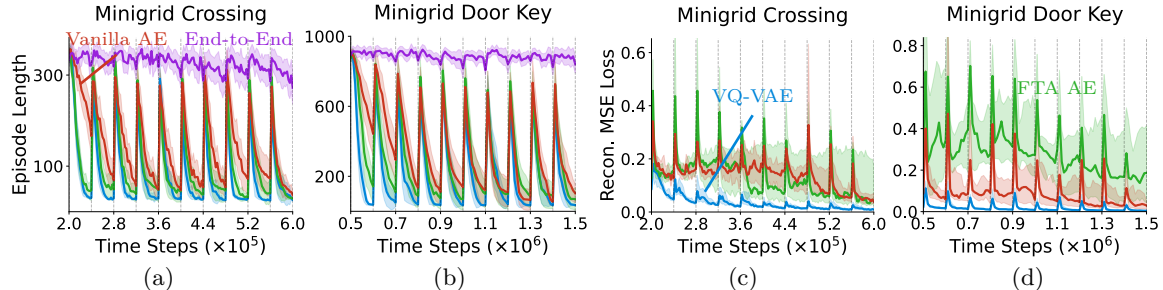 Minigrid Crossing
Vanilla AE
End-to-End
Episode Length
300
100
2.0 2.8 3.6 4.4 5.2 6.0
Time Steps (×10⁵)
(a)
Minigrid Door Key
1000
600
200
0.5 0.7 0.9 1.1 1.3 1.5
Time Steps (×10⁶)
(b)
Minigrid Crossing
VQ-VAE
Recon. MSE Loss
0.6
0.4
0.2
0.0
2.0 2.8 3.6 4.4 5.2 6.0
Time Steps (×10⁵)
(c)
Minigrid Door Key
FTA AE
0.8
0.6
0.4
0.2
0.0
0.5 0.7 0.9 1.1 1.3 1.5
Time Steps (×10⁶)
(d)